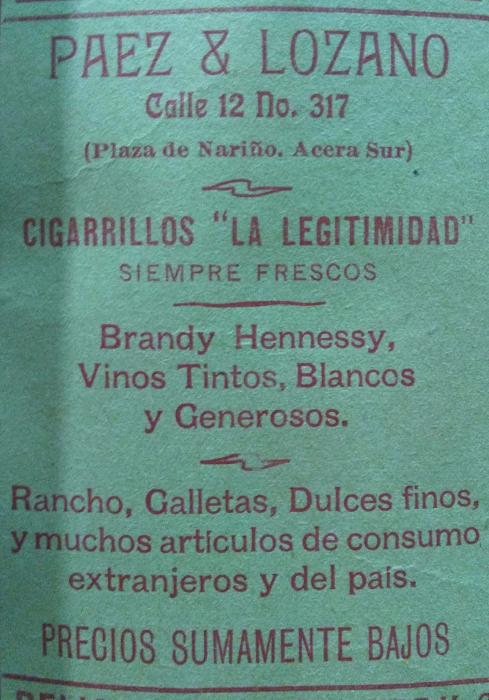 PAEZ & LOZANO
Calle 12 No. 317
(Plaza de Nariño. Acera Sur)
CIGARRILLOS "LA LEGITIMIDAD"
SIEMPRE FRESCOS
Brandy Hennessy,
Vinos Tintos, Blancos
y Generosos.
Rancho, Galletas, Dulces finos,
y muchos artículos de consumo
extranjeros y del país.
PRECIOS SUMAMENTE BAJOS